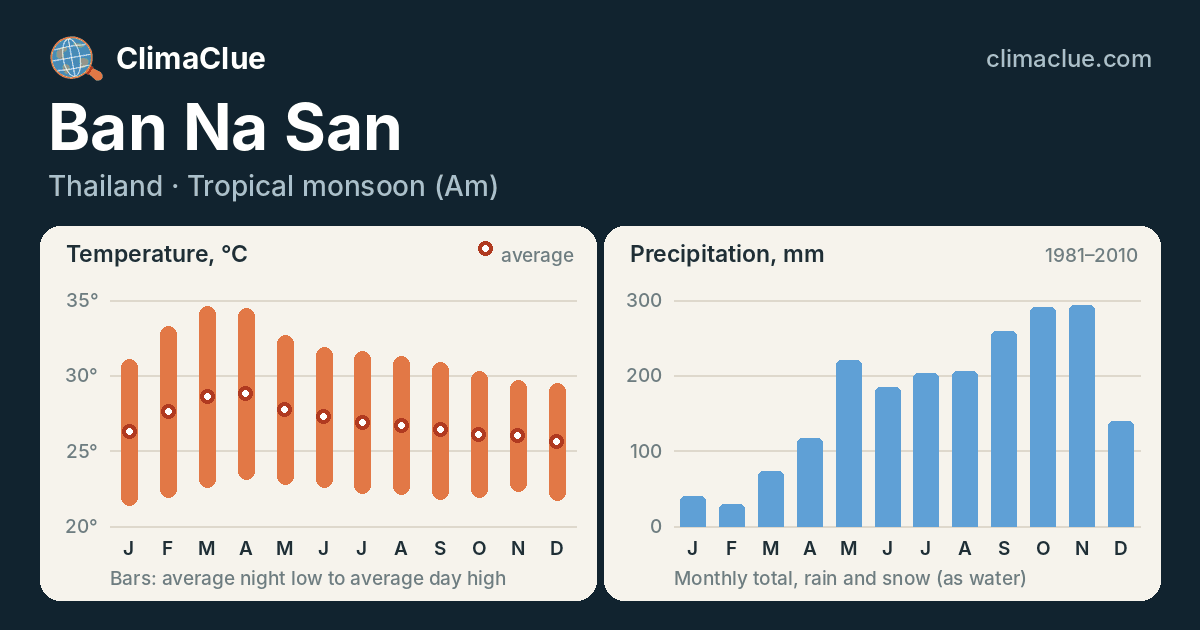 ClimaClue
climaclue.com
Ban Na San
Thailand · Tropical monsoon (Am)
Temperature, °C
average
35°
30°
25°
20°
J F M A M J J A S O N D
Bars: average night low to average day high
Precipitation, mm
1981–2010
300
200
100
0
J F M A M J J A S O N D
Monthly total, rain and snow (as water)